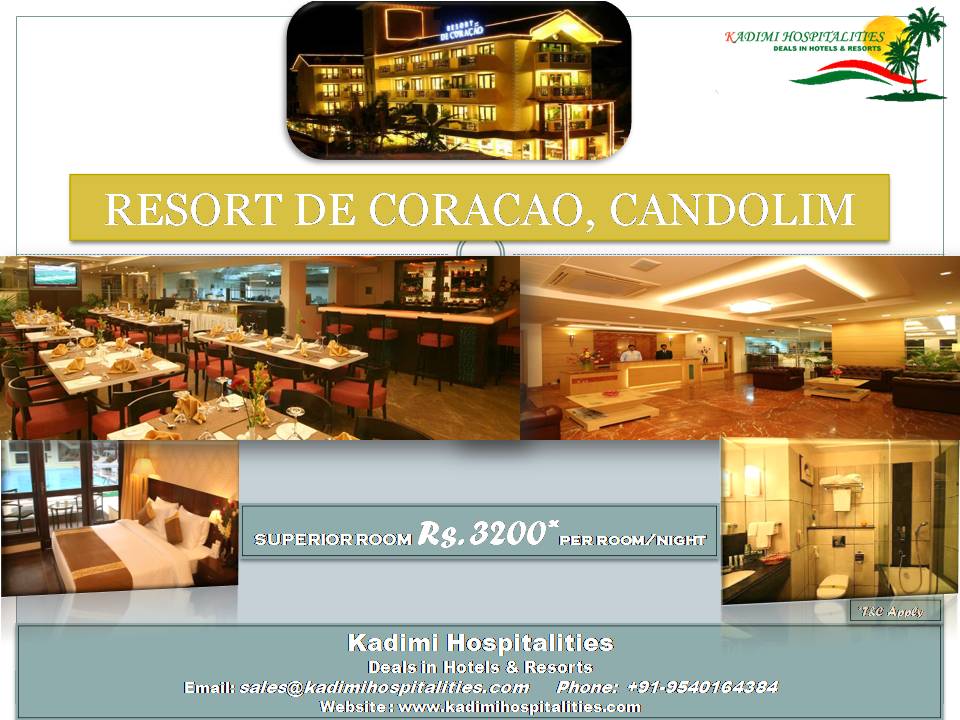 RESORT
DE CORAÇÃO
KADIMI HOSPITALITIES
DEALS IN HOTELS & RESORTS
RESORT DE CORACAO, CANDOLIM
SUPERIOR ROOM Rs. 3200* PER ROOM/NIGHT
*T&C Apply
Kadimi Hospitalities
Deals in Hotels & Resorts
Email: sales@kadimihospitalities.com Phone: +91-9540164384
Website : www.kadimihospitalities.com